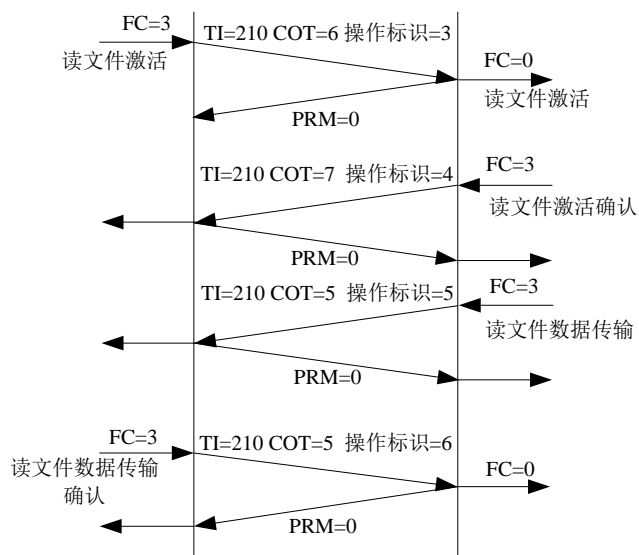 FC=3
TI=210 COT=6 操作标识=3
读文件激活
FC=0
读文件激活
PRM=0
TI=210 COT=7 操作标识=4
FC=3
读文件激活确认
PRM=0
TI=210 COT=5 操作标识=5
FC=3
读文件数据传输
PRM=0
FC=3
TI=210 COT=5 操作标识=6
读文件数据传输
确认
FC=0
PRM=0